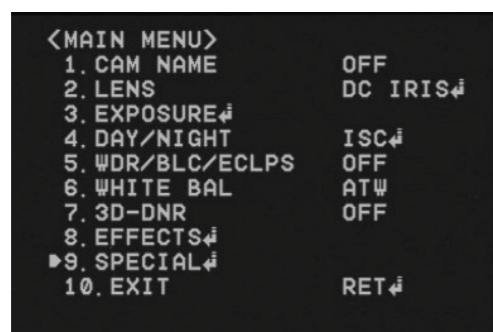 <MAIN MENU>
1. CAM NAME OFF
2. LENS DC IRIS↲
3. EXPOSURE↲
4. DAY/NIGHT ISC↲
5. WDR/BLC/ECLPS OFF
6. WHITE BAL ATW
7. 3D-DNR OFF
8. EFFECTS↲
▶9. SPECIAL↲
10. EXIT RET↲